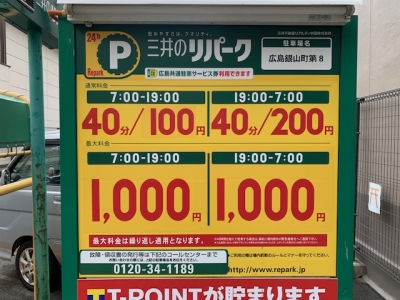 24h
Repark
三井のリパーク
駐車場名
広島銀山町第8
広島共通駐車サービス券利用できます
通常料金
7:00-19:00
19:00-7:00
40分/100円
40分/200円
最大料金
7:00-19:00
19:00-7:00
1,000円
1,000円
最大料金は繰り返し適用となります。
故障・領収書の発行等は下記のコールセンターまで
0120-34-1189
http://www.repark.jp
T-POINTが貯まります